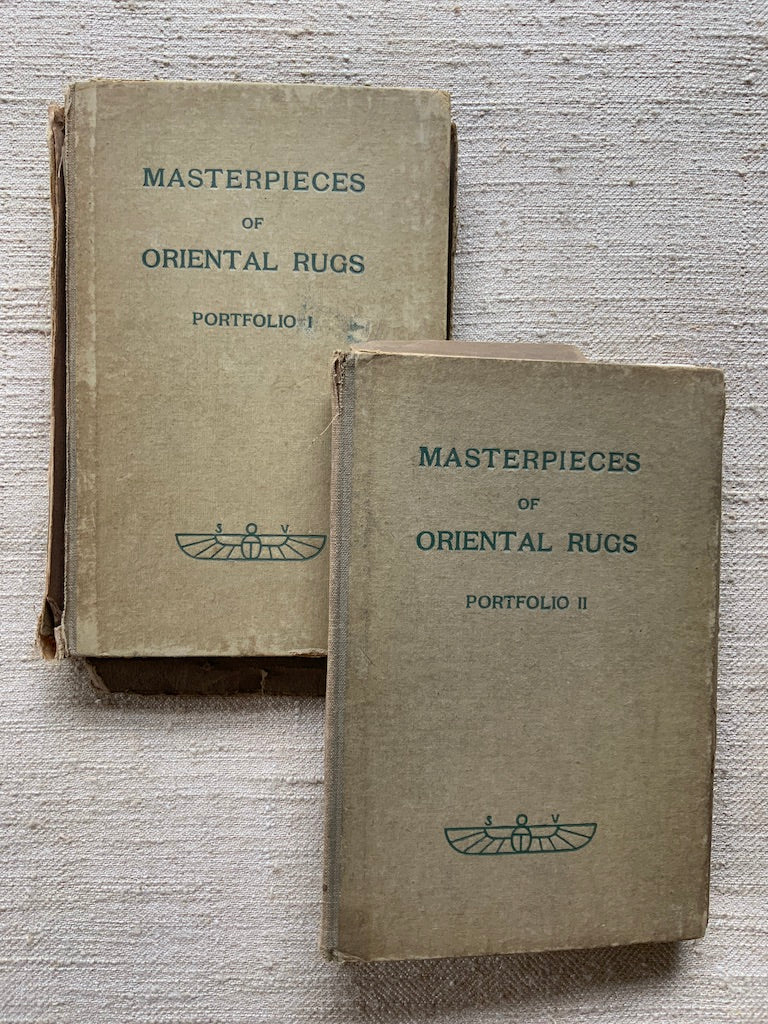 MASTERPIECES
OF
ORIENTAL RUGS
PORTFOLIO I
S O V
T
MASTERPIECES
OF
ORIENTAL RUGS
PORTFOLIO II
S O V
T